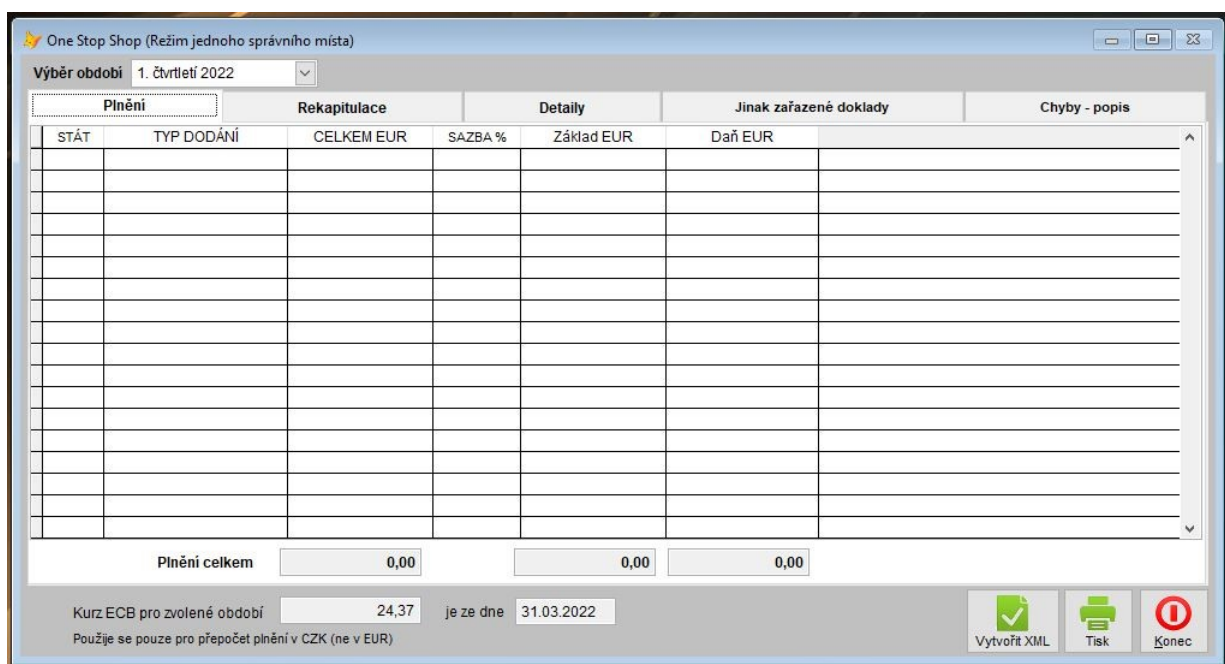 One Stop Shop (Režim jednoho správního místa)
Výběr období 1. čtvrtletí 2022
Plnění Rekapitulace Detaily Jinak zařazené doklady Chyby - popis
STÁT TYP DODÁNÍ CELKEM EUR SAZBA % Základ EUR Daň EUR
Plnění celkem 0,00 0,00 0,00
Kurz ECB pro zvolené období 24,37 je ze dne 31.03.2022
Použije se pouze pro přepočet plnění v CZK (ne v EUR)
Vytvořit XML Tisk Konec